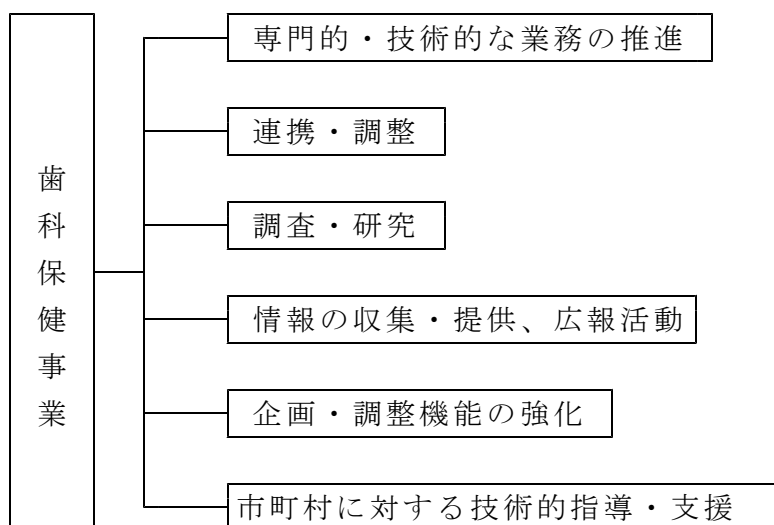 歯科保健事業
専門的・技術的な業務の推進
連携・調整
調査・研究
情報の収集・提供、広報活動
企画・調整機能の強化
市町村に対する技術的指導・支援